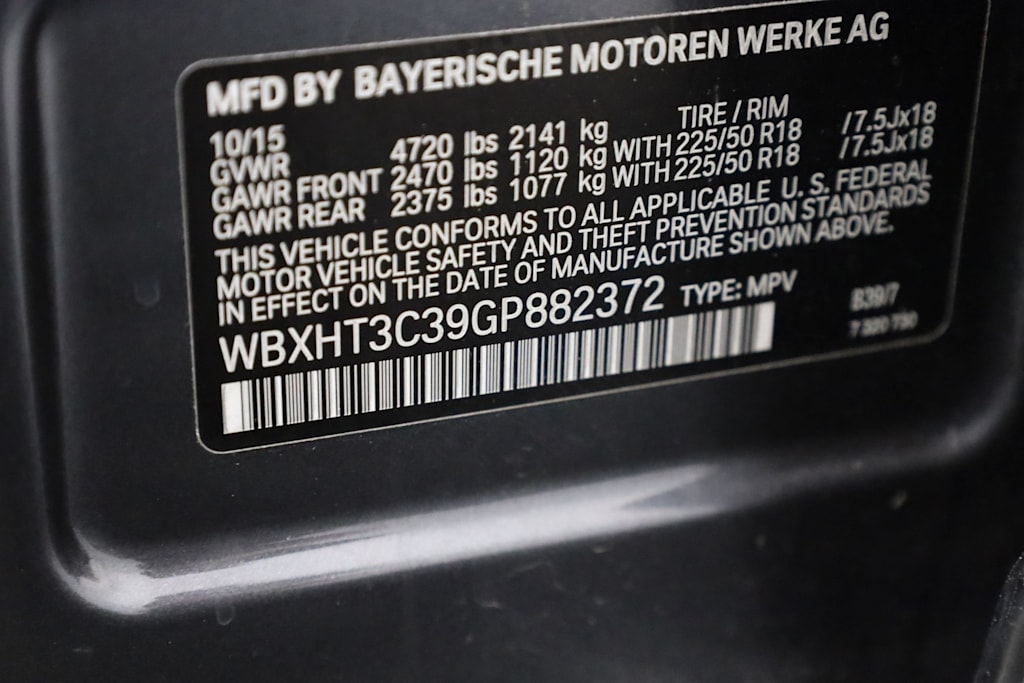 MFD BY BAYERISCHE MOTOREN WERKE AG
10/15 TIRE / RIM
GVWR 4720 lbs 2141 kg
GAWR FRONT 2470 lbs 1120 kg WITH 225/50 R18 /7.5Jx18
GAWR REAR 2375 lbs 1077 kg WITH 225/50 R18 /7.5Jx18
THIS VEHICLE CONFORMS TO ALL APPLICABLE U. S. FEDERAL
MOTOR VEHICLE SAFETY AND THEFT PREVENTION STANDARDS
IN EFFECT ON THE DATE OF MANUFACTURE SHOWN ABOVE.
WBXHT3C39GP882372 TYPE: MPV B39/7